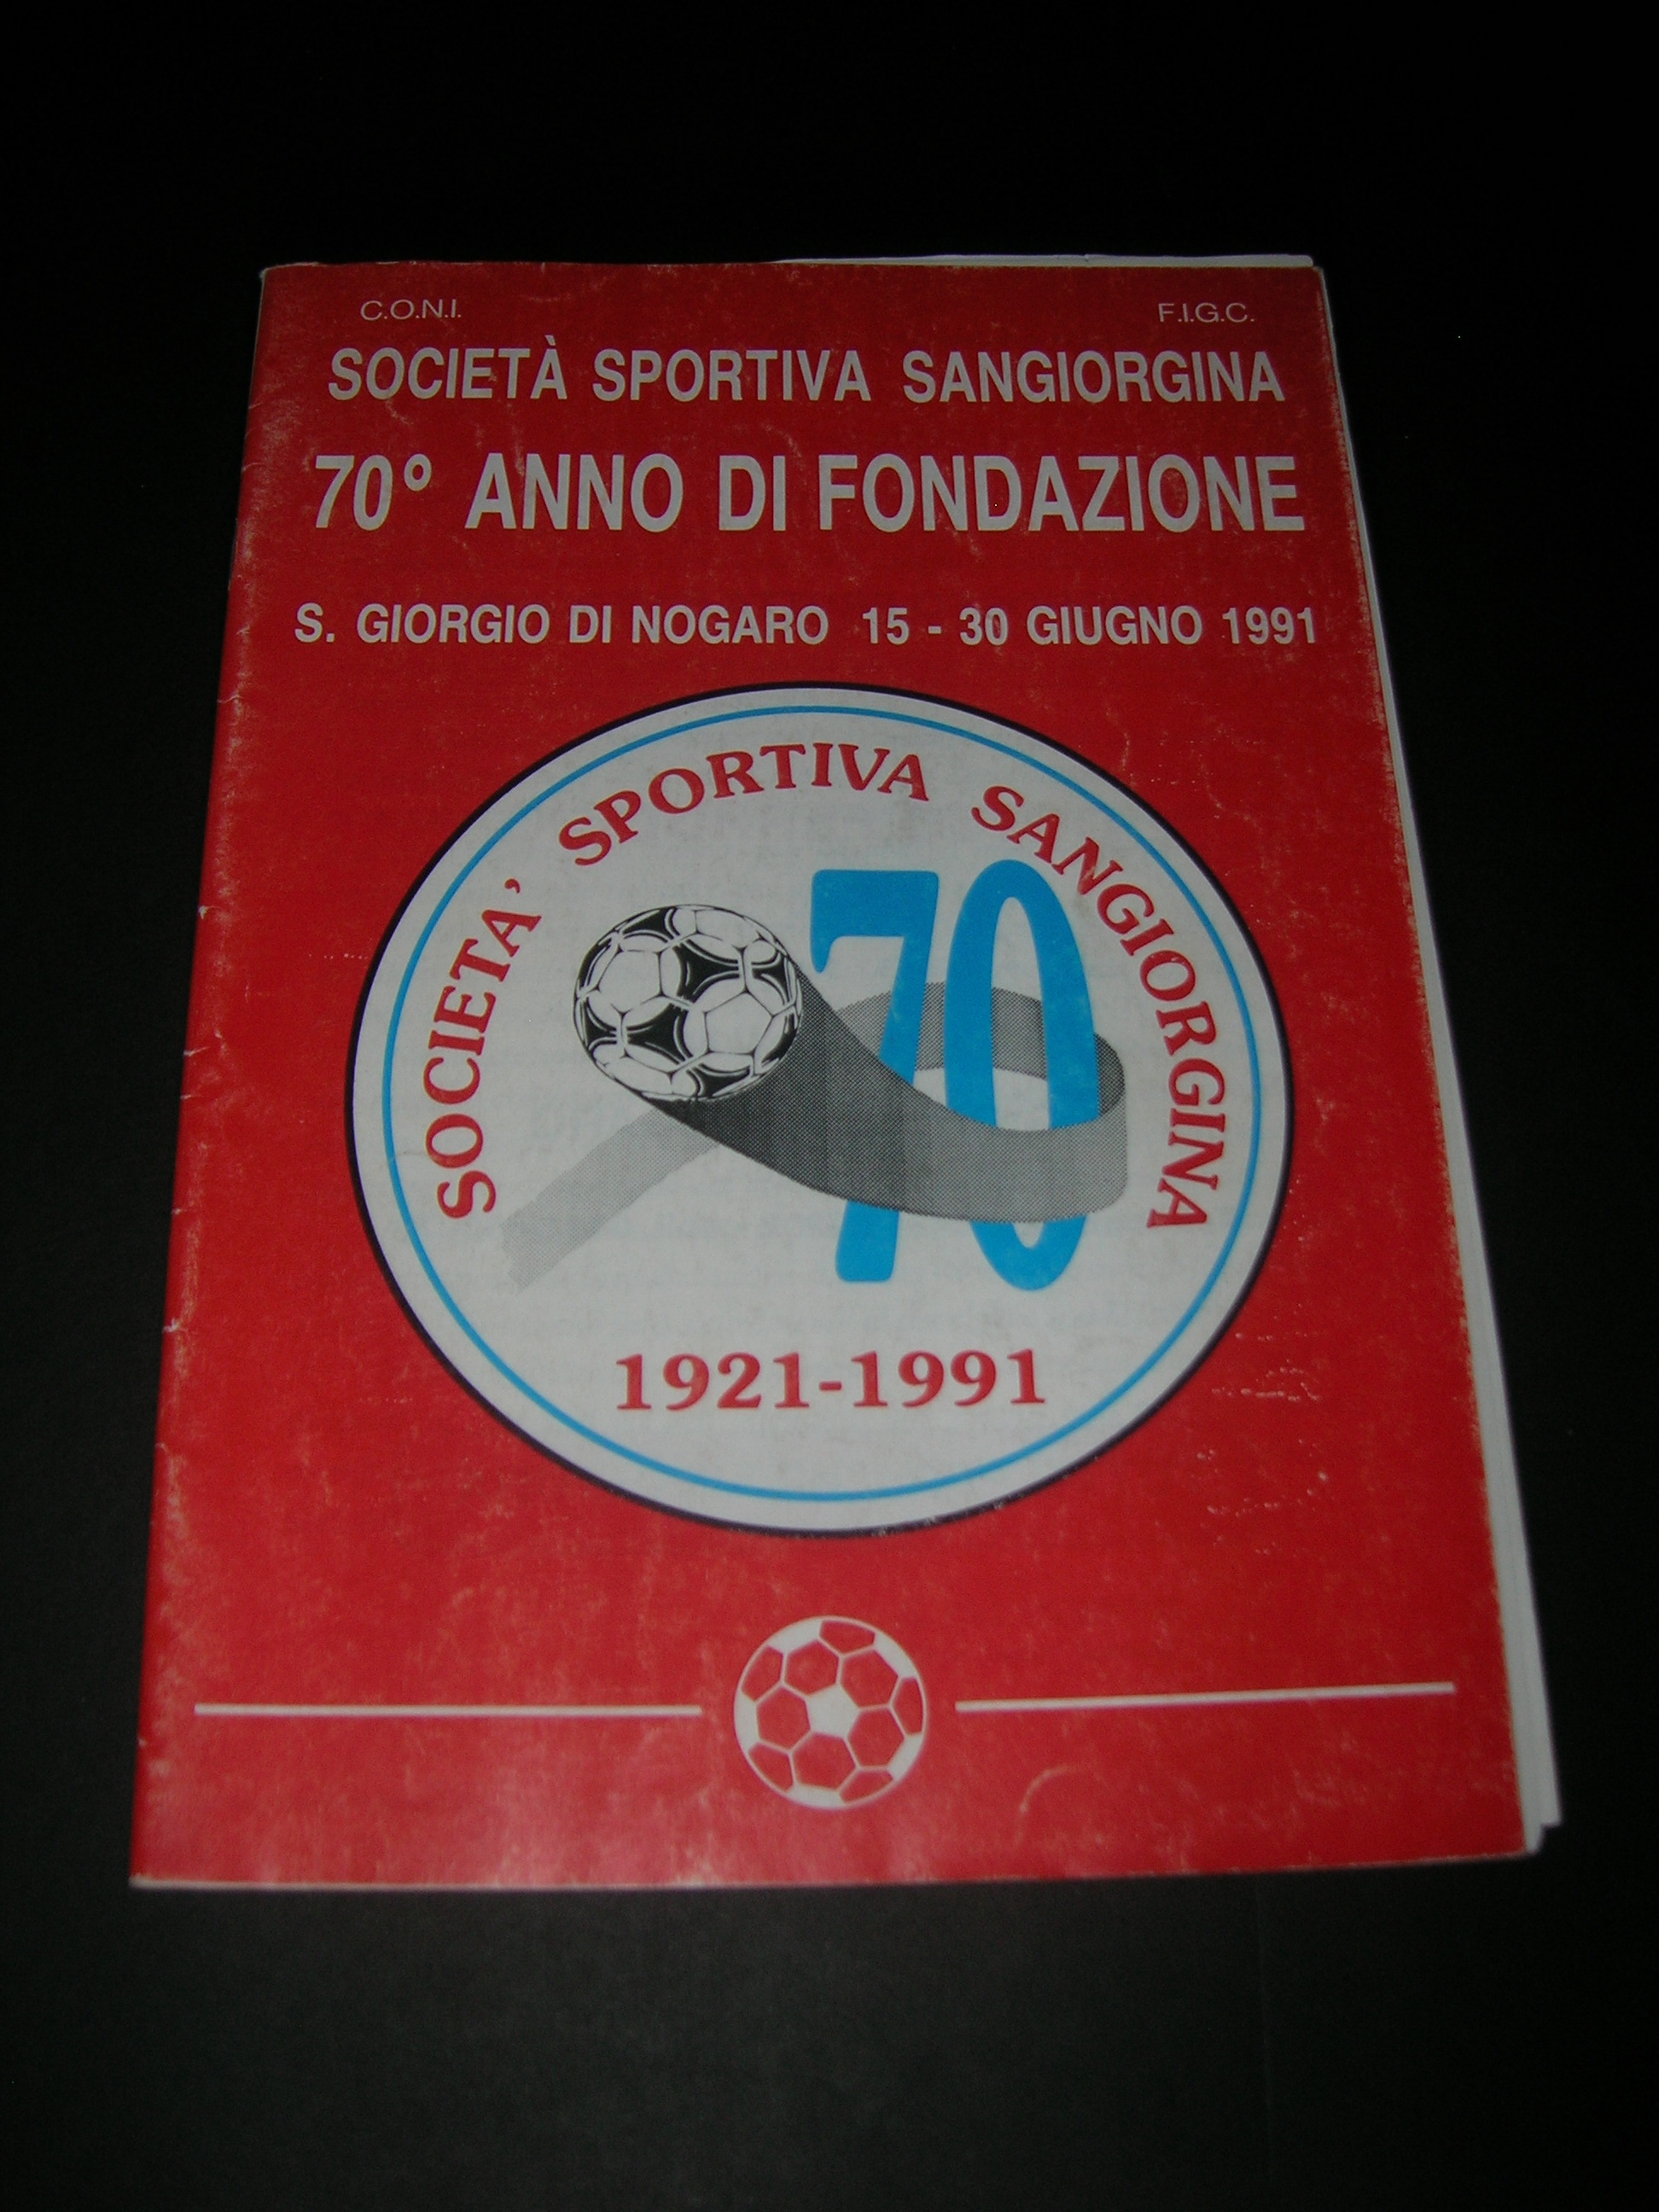 C.O.N.I. F.I.G.C.
SOCIETÀ SPORTIVA SANGIORGINA
70° ANNO DI FONDAZIONE
S. GIORGIO DI NOGARO 15 - 30 GIUGNO 1991
SOCIETA' SPORTIVA SANGIORGINA
70
1921-1991